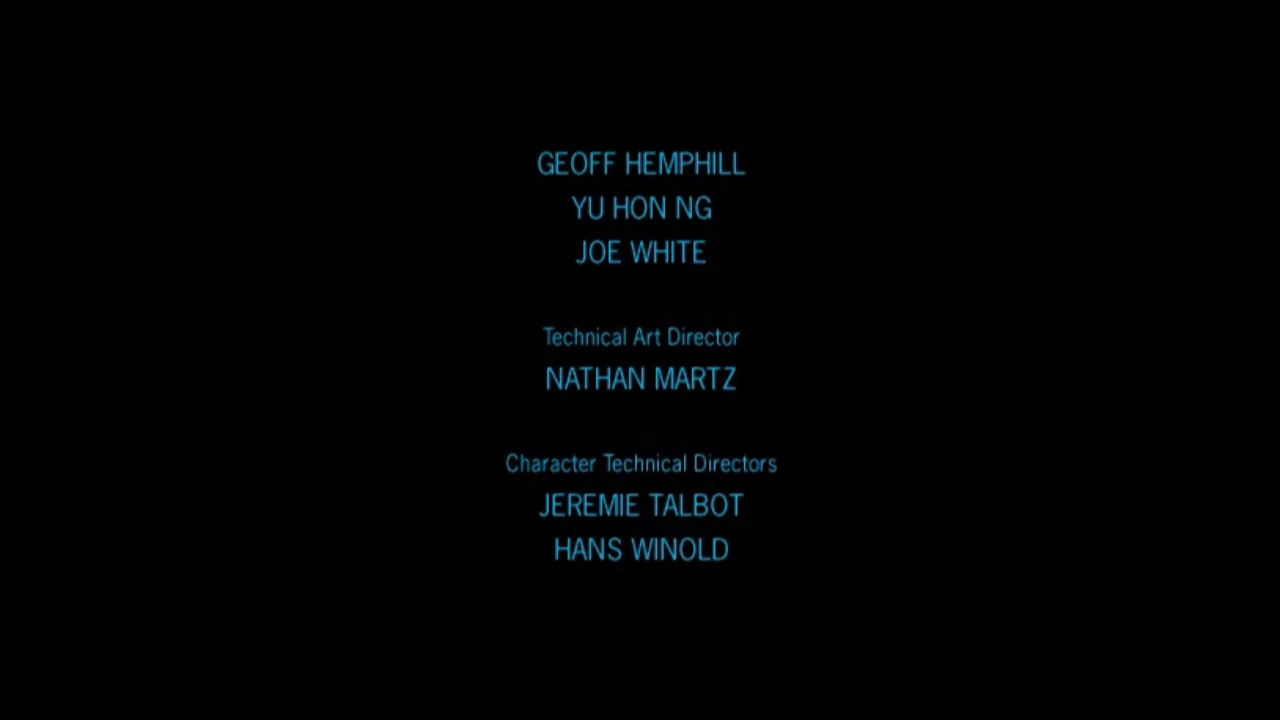 GEOFF HEMPHILL
YU HON NG
JOE WHITE
Technical Art Director
NATHAN MARTZ
Character Technical Directors
JEREMIE TALBOT
HANS WINOLD